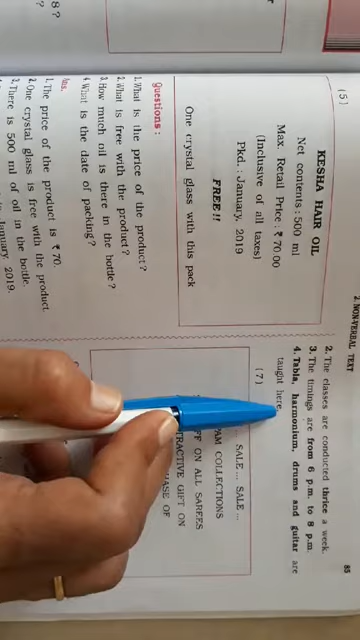 2. NON-VERBAL TEXT
85
(5)
KESHA HAIR OIL
Net contents : 500 ml
Max. Retail Price : ₹ 70.00
(Inclusive of all taxes)
Pkd. : January, 2019
FREE!!
One crystal glass with this pack
Questions :
1. What is the price of the product?
2. What is free with the product?
3. How much oil is there in the bottle?
4. What is the date of packing?
Ans.
1. The price of the product is ₹ 70.
2. One crystal glass is free with the product.
3. There is 500 ml of oil in the bottle.
January, 2019.
2. The classes are conducted thrice a week.
3. The timings are from 6 p.m. to 8 p.m.
4. Tabla, harmonium, drums and guitar are
taught here.
(7)
SALE ... SALE ...
COLLECTIONS
ON ALL SAREES
GIFT ON
OF